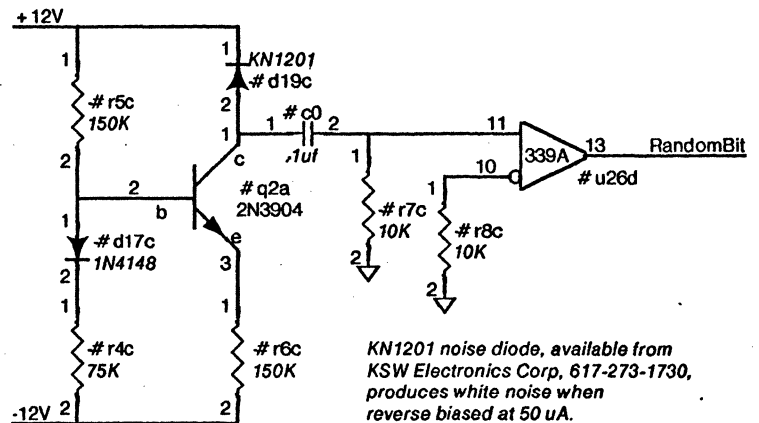 +12V
1
1
KN1201
-# d19c
-# r5c
150K
2
1
# c0
1
2
.1uf
11
13
RandomBit
339A
# u26d
10
2
c
2
b
# q2a
2N3904
1
-# r7c
10K
1
-# r8c
10K
1
-# d17c
1N4148
e
3
2
2
2
1
-# r4c
75K
1
-# r6c
150K
-12V
2
2
KN1201 noise diode, available from
KSW Electronics Corp, 617-273-1730,
produces white noise when
reverse biased at 50 uA.